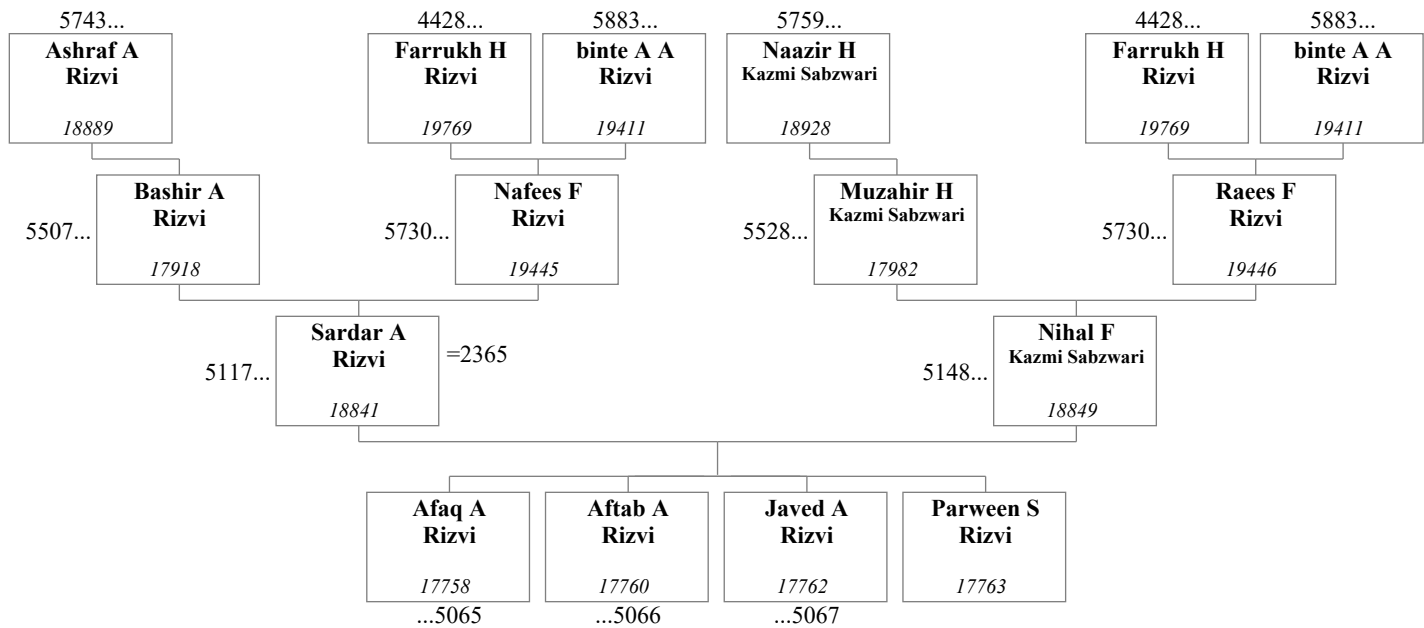 5743...
4428...
5883...
5759...
4428...
5883...
Ashraf A
Rizvi
18889
Farrukh H
Rizvi
19769
binte A A
Rizvi
19411
Naazir H
Kazmi Sabzwari
18928
Farrukh H
Rizvi
19769
binte A A
Rizvi
19411
5507...
Bashir A
Rizvi
17918
5730...
Nafees F
Rizvi
19445
5528...
Muzahir H
Kazmi Sabzwari
17982
5730...
Raees F
Rizvi
19446
5117...
Sardar A
Rizvi
18841
=2365
5148...
Nihal F
Kazmi Sabzwari
18849
Afaq A
Rizvi
17758
...5065
Aftab A
Rizvi
17760
...5066
Javed A
Rizvi
17762
...5067
Parween S
Rizvi
17763